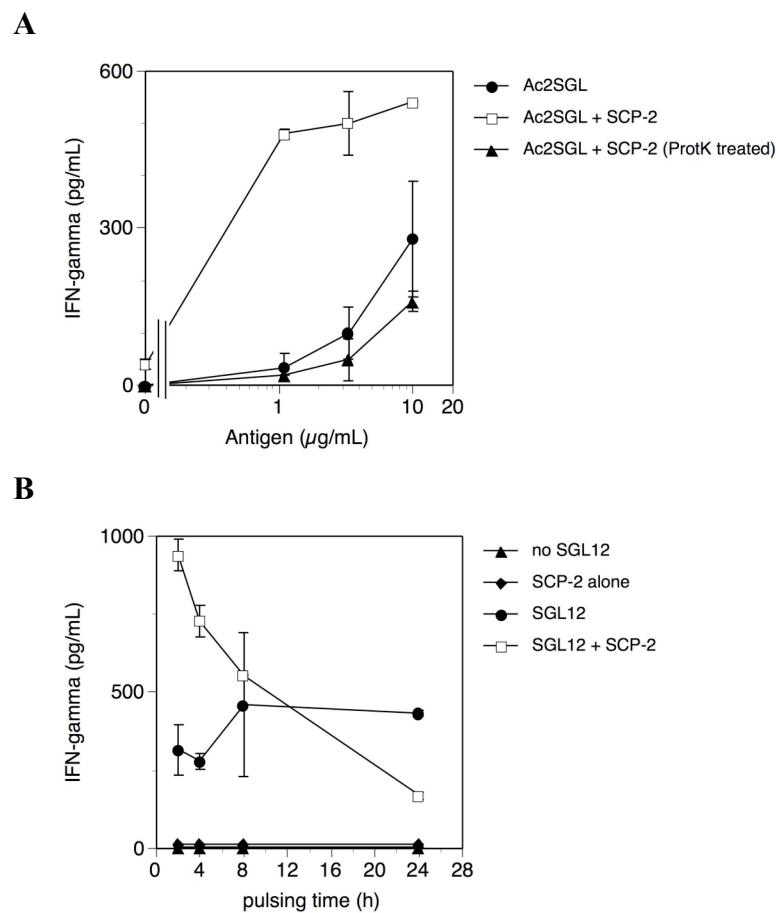 A
600
300
0
0
1
10
20
IFN-gamma (pg/mL)
Antigen (µg/mL)
Ac2SGL
Ac2SGL + SCP-2
Ac2SGL + SCP-2 (ProtK treated)
B
1000
500
0
0 4 8 12 16 20 24 28
IFN-gamma (pg/mL)
pulsing time (h)
no SGL12
SCP-2 alone
SGL12
SGL12 + SCP-2